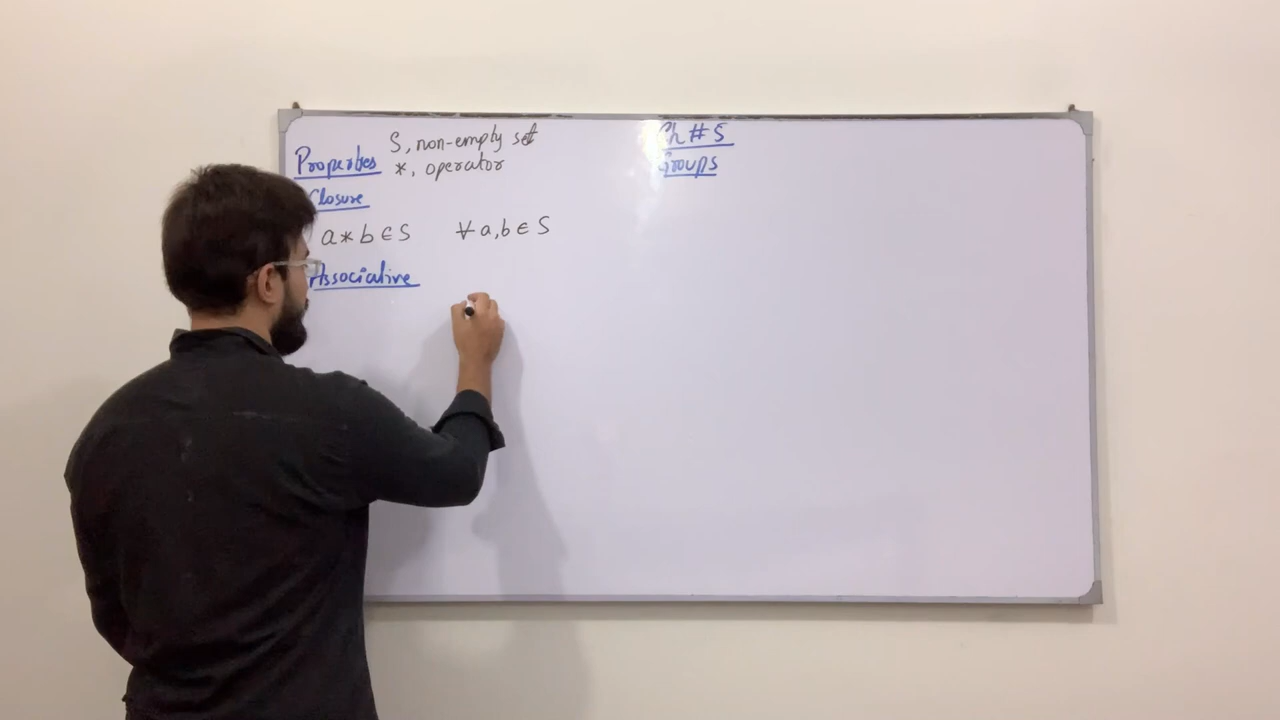 Ch # 5
Groups
S, non-empty set
Properties *, operator
Closure
a * b ∈ S ∀ a, b ∈ S
Associative